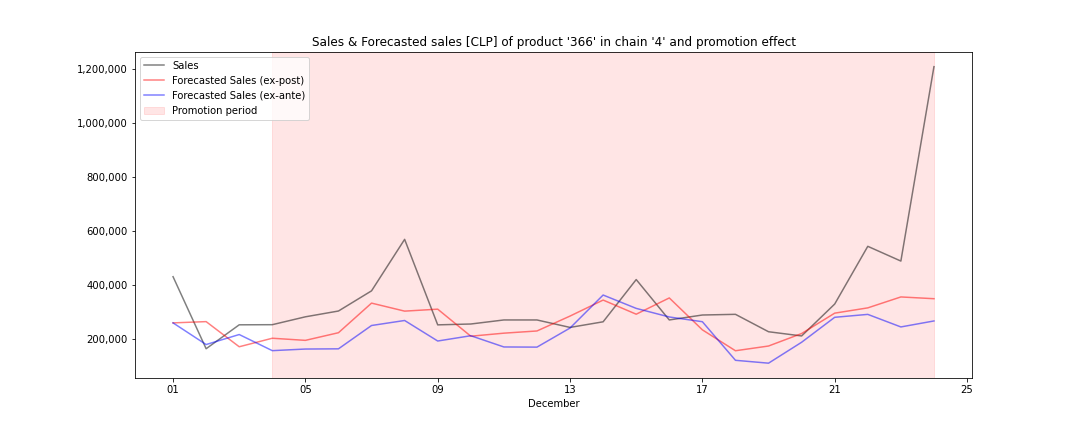 Sales & Forecasted sales [CLP] of product '366' in chain '4' and promotion effect
Sales
Forecasted Sales (ex-post)
Forecasted Sales (ex-ante)
Promotion period
1,200,000
1,000,000
800,000
600,000
400,000
200,000
01 05 09 13 17 21 25
December